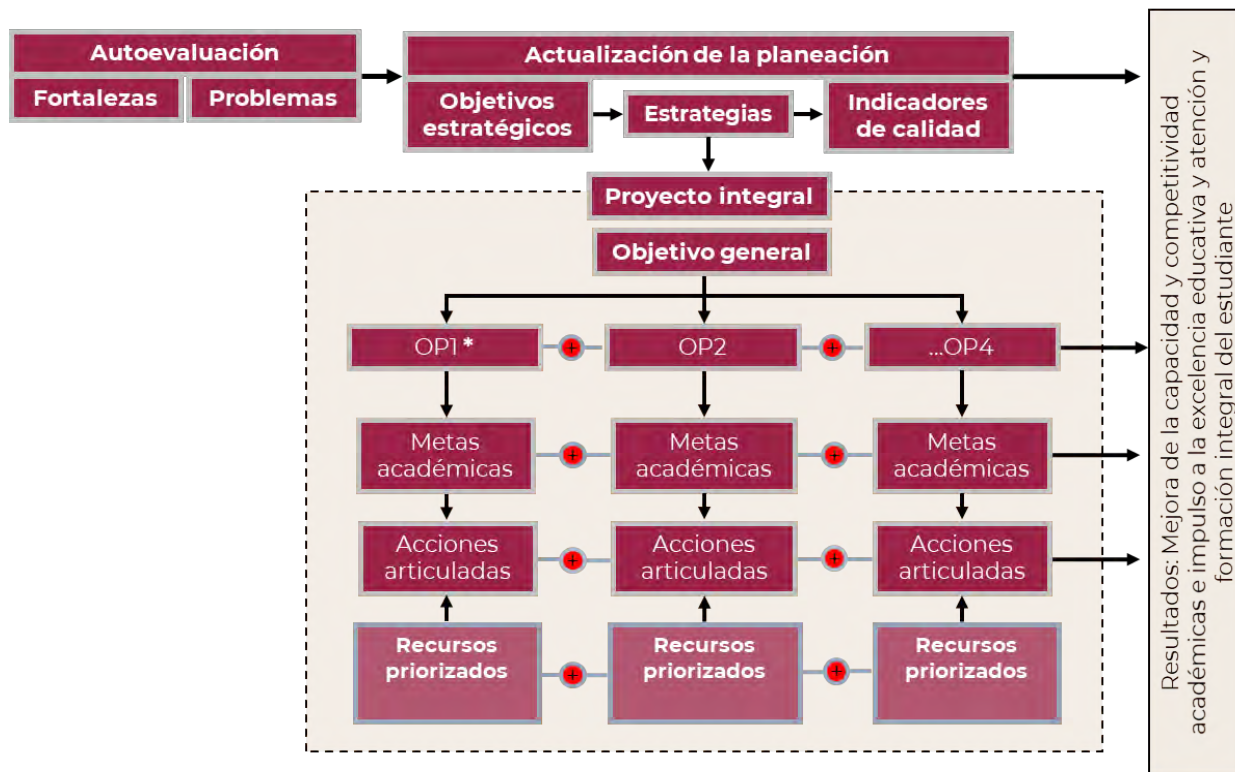 Autoevaluación
Fortalezas
Problemas
Actualización de la planeación
Objetivos
estratégicos
Estrategias
Indicadores
de calidad
Proyecto integral
Objetivo general
OP1 *
+
OP2
+
...OP4
Metas
académicas
+
Metas
académicas
+
Metas
académicas
Acciones
articuladas
+
Acciones
articuladas
+
Acciones
articuladas
Recursos
priorizados
+
Recursos
priorizados
+
Recursos
priorizados
Resultados: Mejora de la capacidad y competitividad
académicas e impulso a la excelencia educativa y atención y
formación integral del estudiante